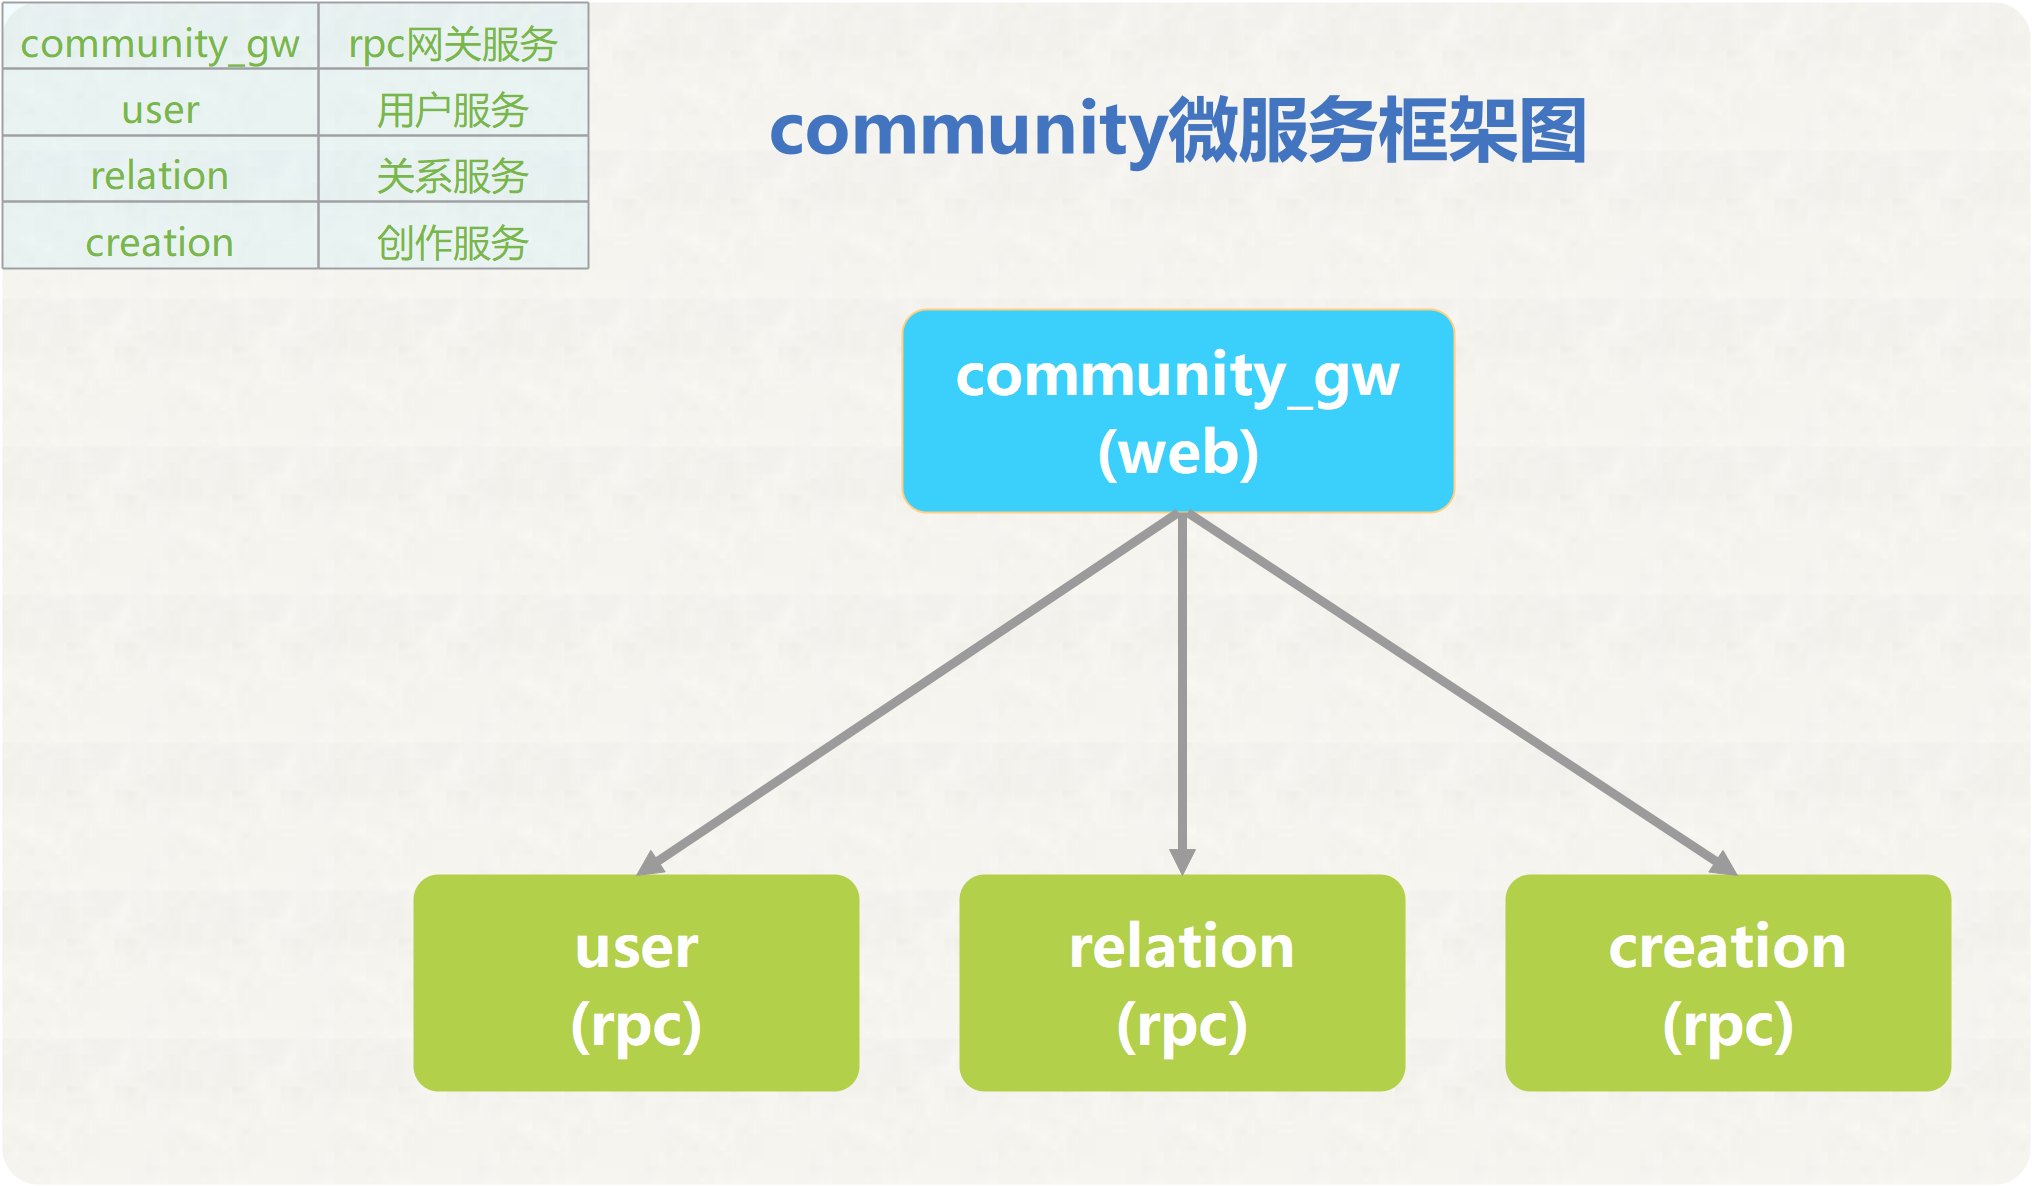 community_gw rpc网关服务
user 用户服务
relation 关系服务
creation 创作服务
community微服务框架图
community_gw
(web)
user
(rpc)
relation
(rpc)
creation
(rpc)